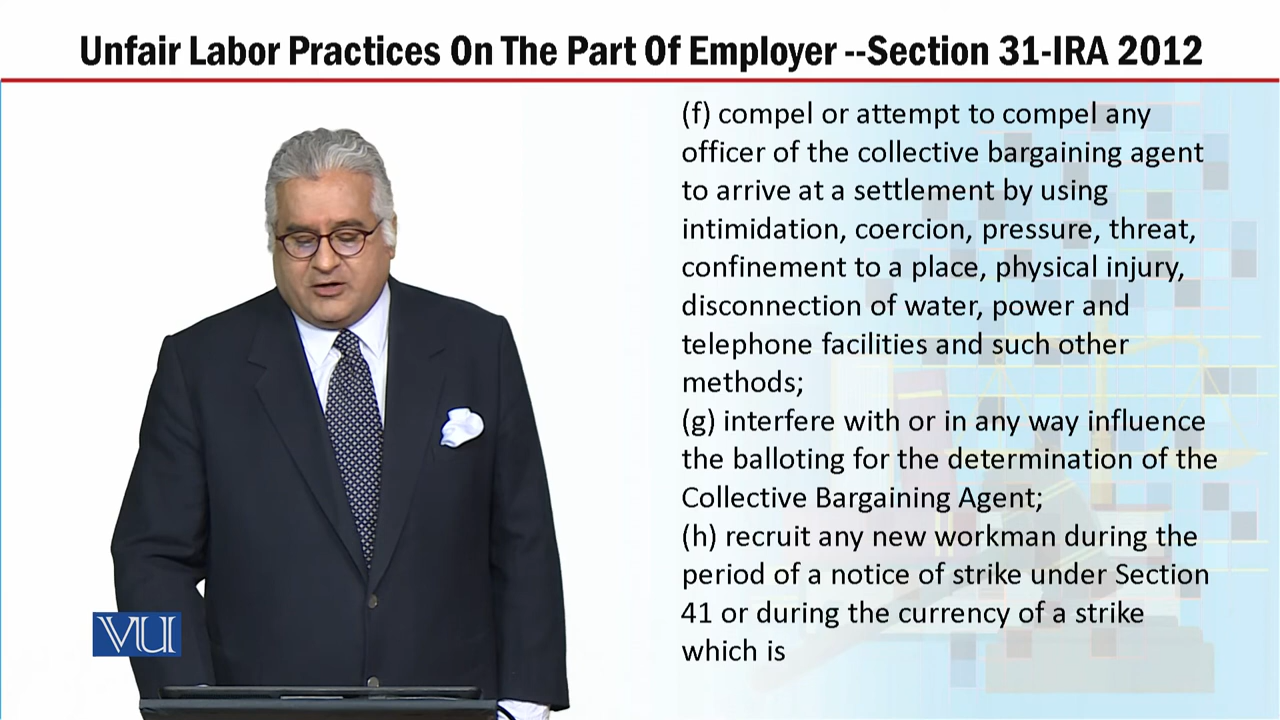 Unfair Labor Practices On The Part Of Employer --Section 31-IRA 2012
(f) compel or attempt to compel any
officer of the collective bargaining agent
to arrive at a settlement by using
intimidation, coercion, pressure, threat,
confinement to a place, physical injury,
disconnection of water, power and
telephone facilities and such other
methods;
(g) interfere with or in any way influence
the balloting for the determination of the
Collective Bargaining Agent;
(h) recruit any new workman during the
period of a notice of strike under Section
41 or during the currency of a strike
which is
VU